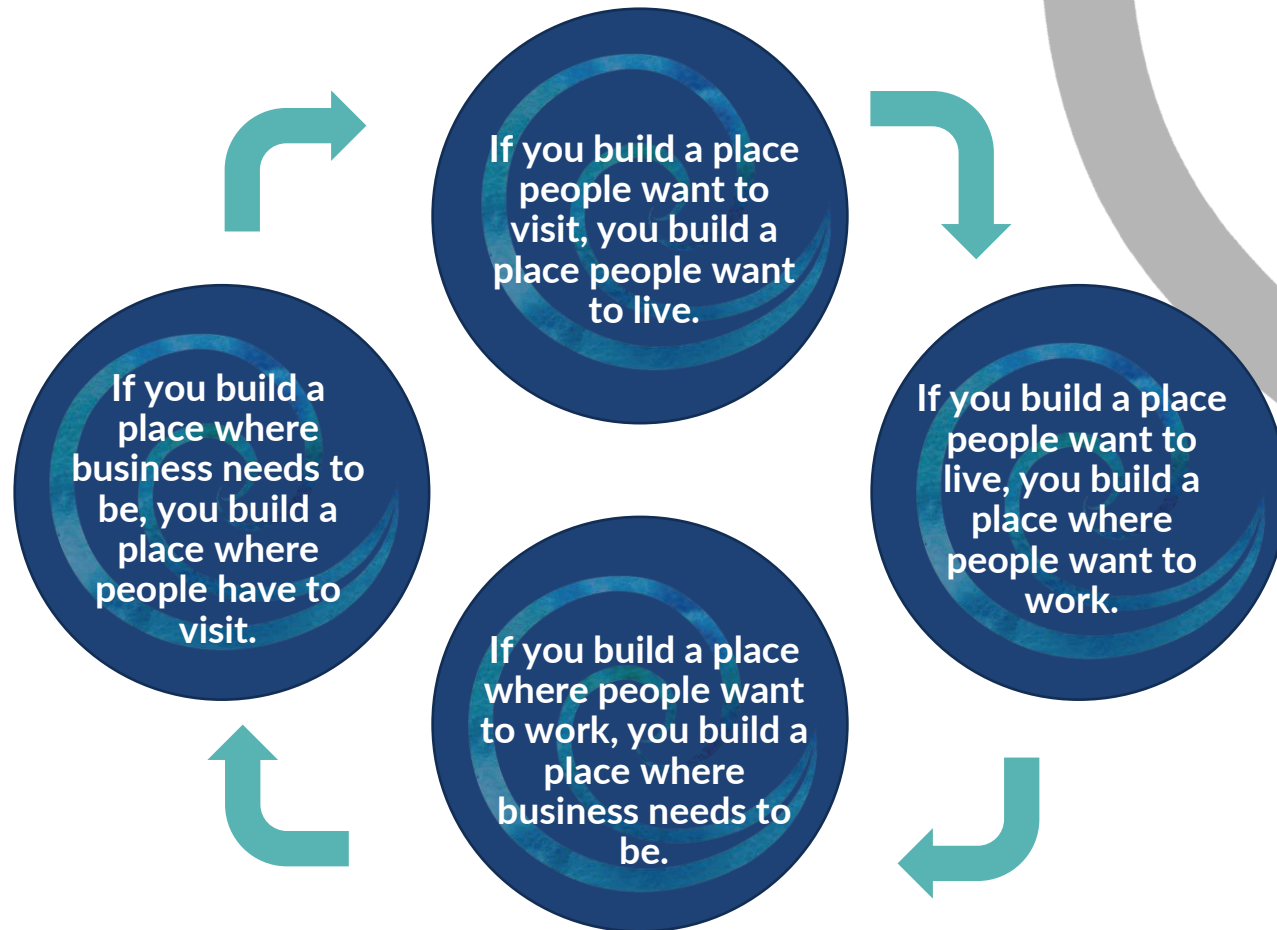 If you build a place
people want to
visit, you build a
place people want
to live.
If you build a place
people want to
live, you build a
place where
people want to
work.
If you build a place
where people want
to work, you build a
place where
business needs to
be.
If you build a
place where
business needs to
be, you build a
place where
people have to
visit.